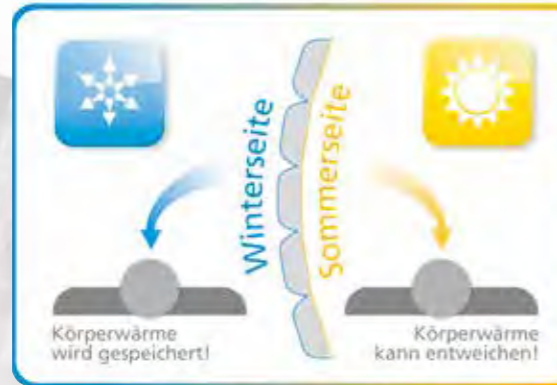 Winterseite
Sommerseite
Körperwärme
wird gespeichert!
Körperwärme
kann entweichen!